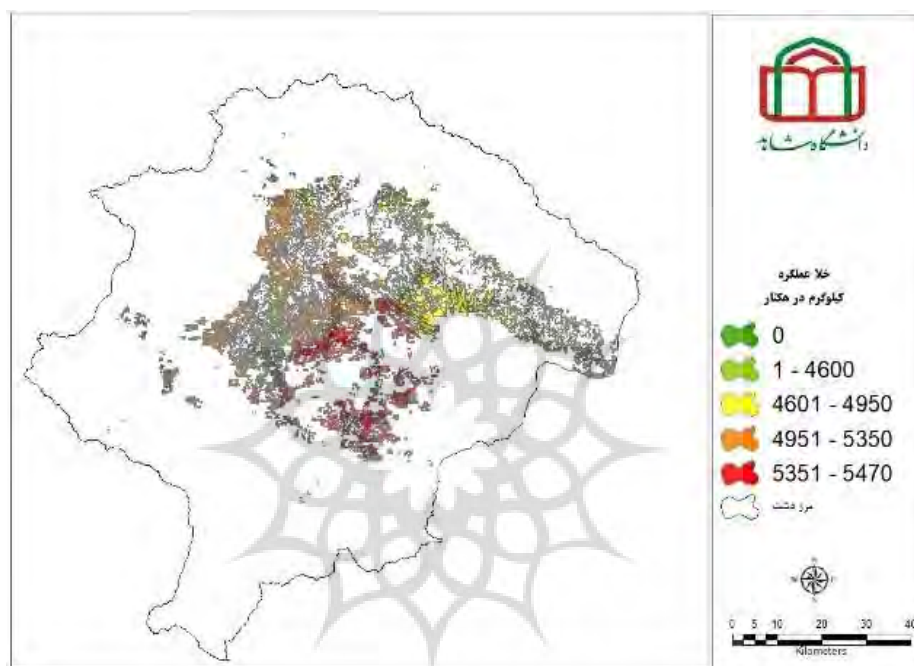 دانشگاه شاهد
خلا عملکرد
کیلوگرم در هکتار
0
1 - 4600
4601 - 4950
4951 - 5350
5351 - 5470
مرز دشت
N
S
0 5 10 20 30 40
Kilometers